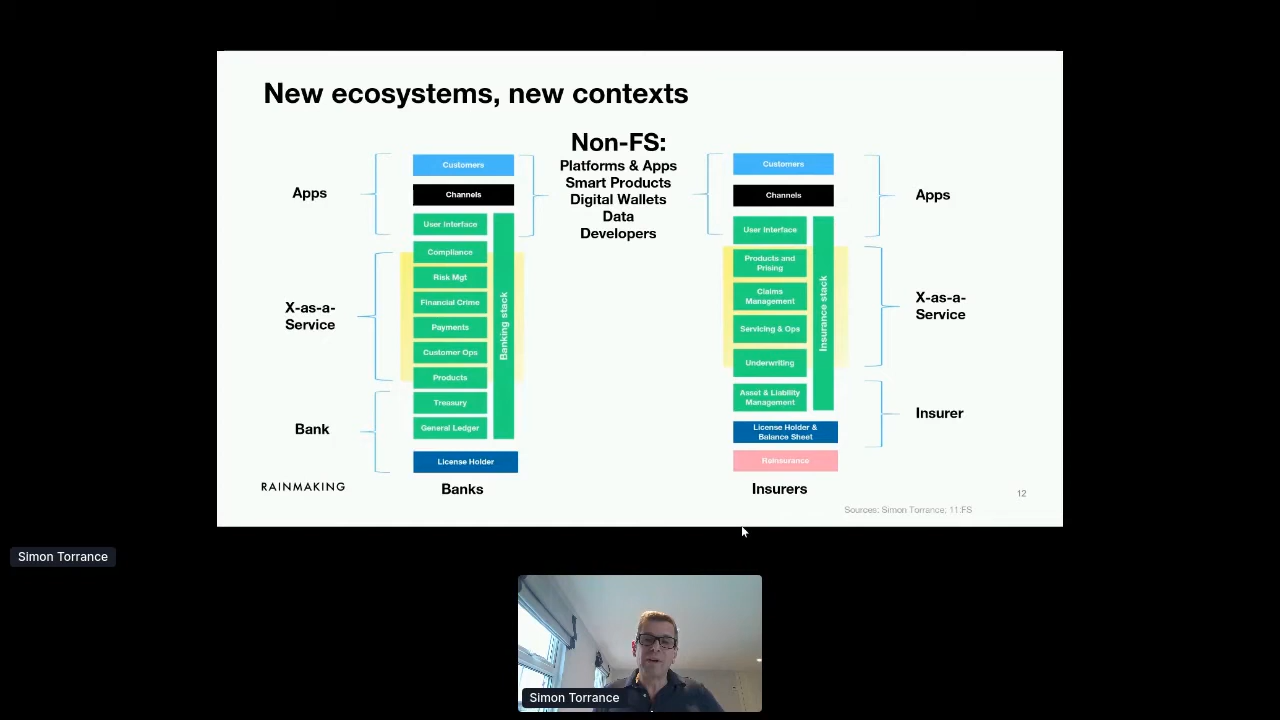 New ecosystems, new contexts
Non-FS:
Platforms & Apps
Smart Products
Digital Wallets
Data
Developers
Apps
X-as-a-
Service
Bank
Customers
Channels
User Interface
Compliance
Risk Mgt
Financial Crime
Payments
Customer Ops
Products
Treasury
General Ledger
Banking stack
License Holder
Banks
Customers
Channels
User Interface
Products and
Prising
Claims
Management
Servicing & Ops
Underwriting
Asset & Liability
Management
Insurance stack
License Holder &
Balance Sheet
Reinsurance
Insurers
Apps
X-as-a-
Service
Insurer
RAINMAKING
12
Sources: Simon Torrance; 11:FS
Simon Torrance
Simon Torrance